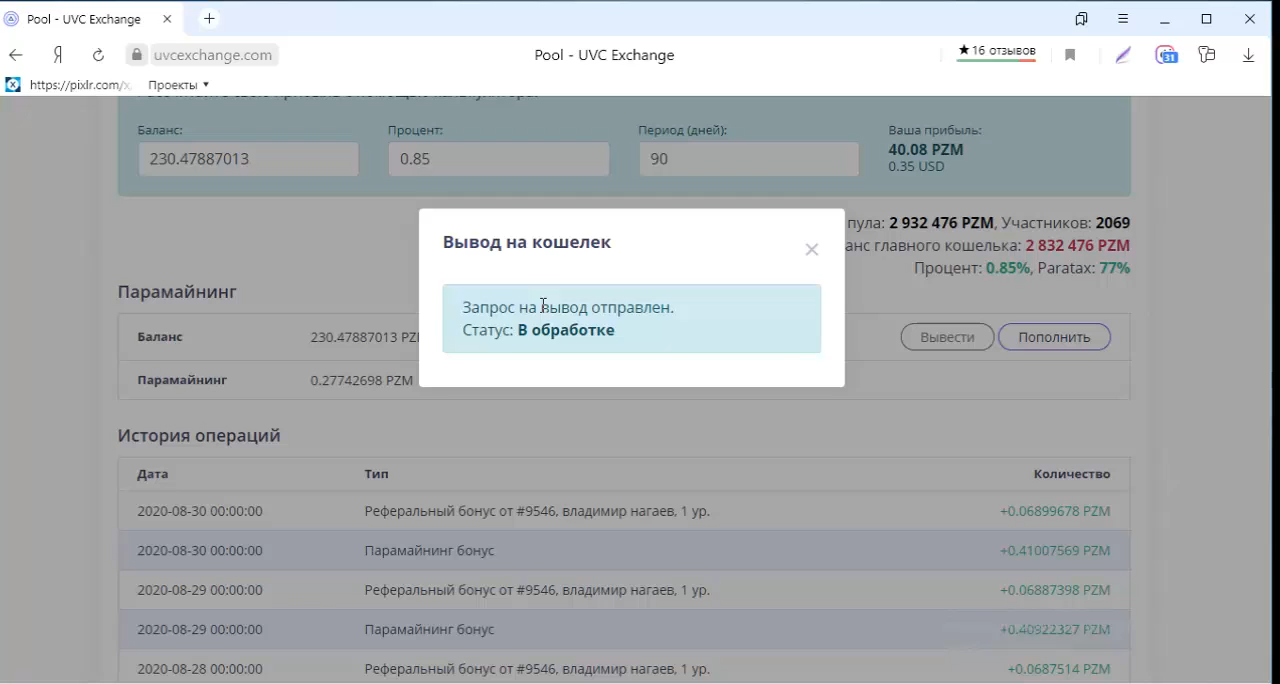 Pool - UVC Exchange
uvcexchange.com
Pool - UVC Exchange
★16 отзывов
31
https://pixlr.com/x
Проекты
Баланс:
Процент:
Период (дней):
Ваша прибыль:
230.47887013
0.85
90
40.08 PZM
0.35 USD
пула: 2 932 476 PZM, Участников: 2069
анс главного кошелька: 2 832 476 PZM
Процент: 0.85%, Paratax: 77%
Вывод на кошелек
Запрос на вывод отправлен.
Статус: В обработке
Парамайнинг
Баланс
230.47887013 PZM
Вывести
Пополнить
Парамайнинг
0.27742698 PZM
История операций
Дата
Тип
Количество
2020-08-30 00:00:00
Реферальный бонус от #9546, владимир нагаев, 1 ур.
+0.06899678 PZM
2020-08-30 00:00:00
Парамайнинг бонус
+0.41007569 PZM
2020-08-29 00:00:00
Реферальный бонус от #9546, владимир нагаев, 1 ур.
+0.06887398 PZM
2020-08-29 00:00:00
Парамайнинг бонус
+0.40922327 PZM
2020-08-28 00:00:00
Реферальный бонус от #9546, владимир нагаев, 1 ур.
+0.0687514 PZM